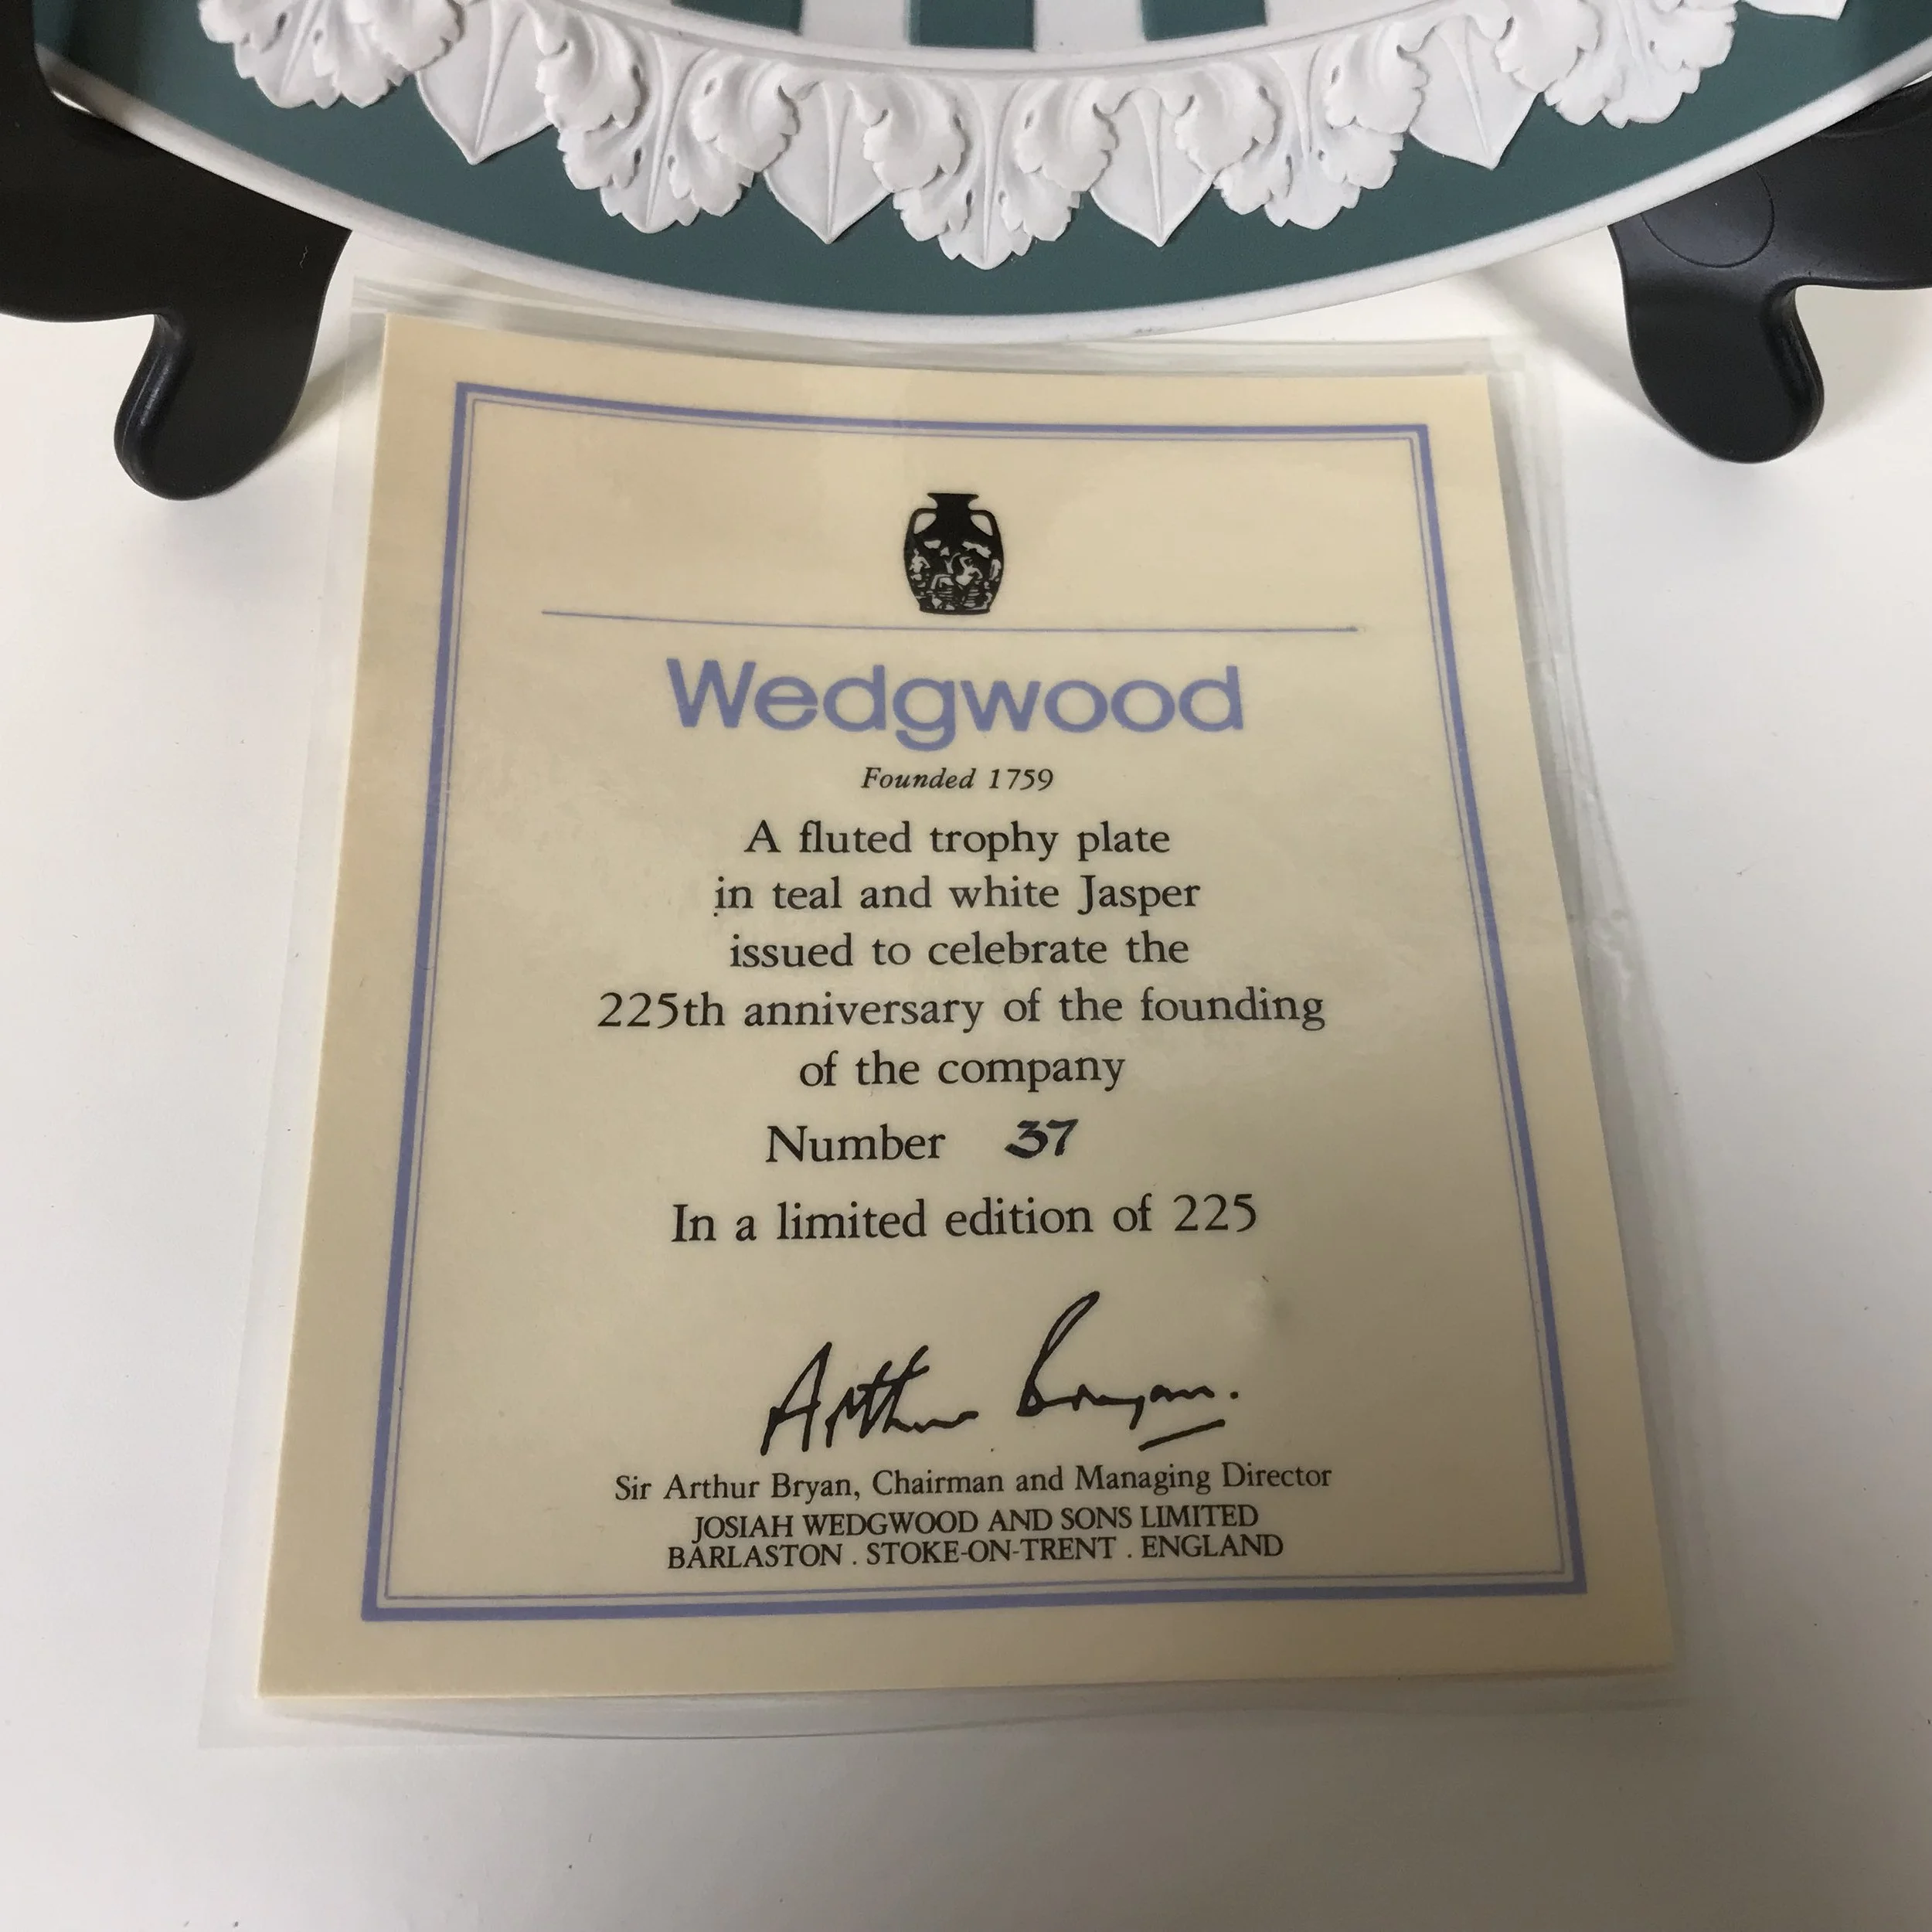 Wedgwood
Founded 1759
A fluted trophy plate
in teal and white Jasper
issued to celebrate the
225th anniversary of the founding
of the company
Number 37
In a limited edition of 225
Arthur Bryan.
Sir Arthur Bryan, Chairman and Managing Director
JOSIAH WEDGWOOD AND SONS LIMITED
BARLASTON . STOKE-ON-TRENT . ENGLAND